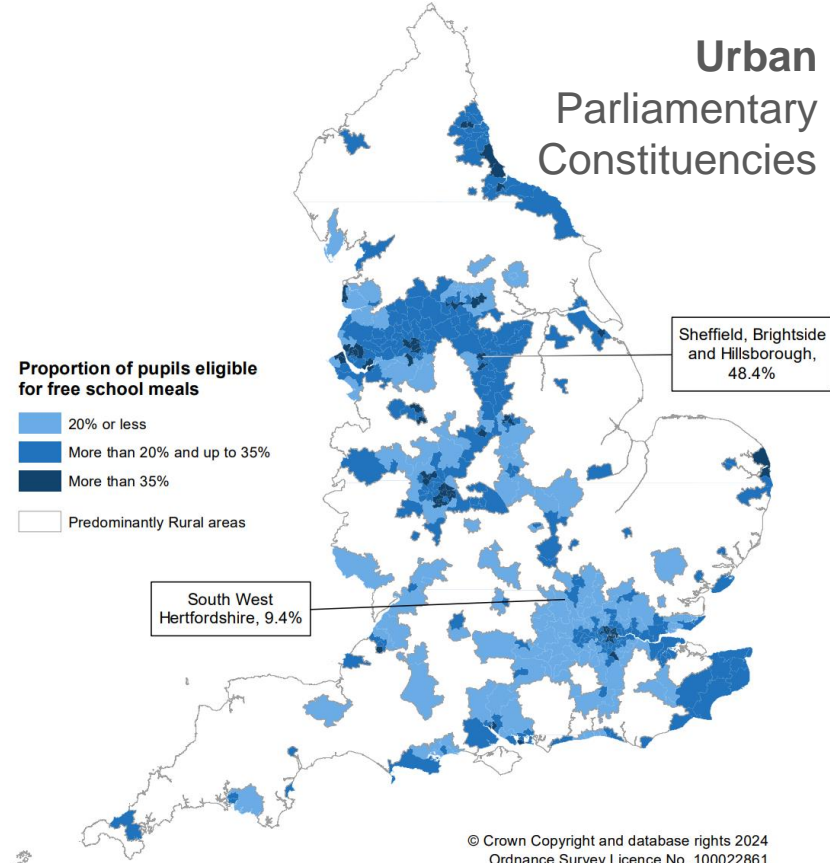 Urban
Parliamentary
Constituencies
Sheffield, Brightside
and Hillsborough,
48.4%
Proportion of pupils eligible
for free school meals
20% or less
More than 20% and up to 35%
More than 35%
Predominantly Rural areas
South West
Hertfordshire, 9.4%
© Crown Copyright and database rights 2024
Ordnance Survey Licence No. 100022861